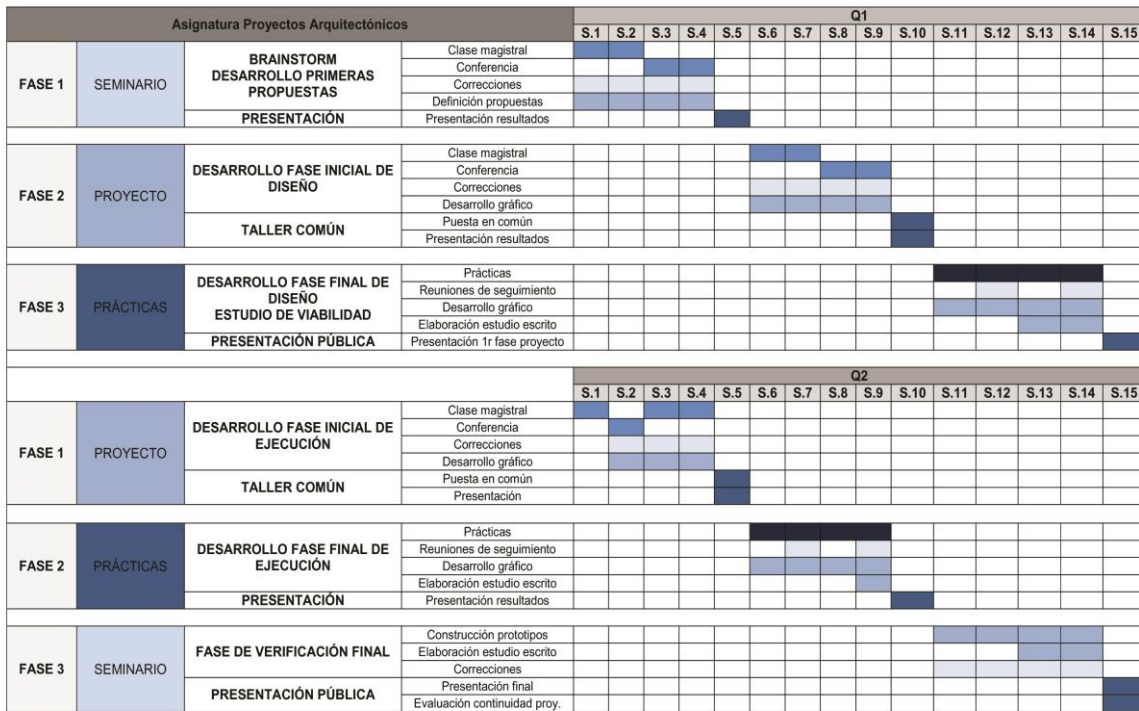 Asignatura Proyectos Arquitectónicos
Q1
S.1 S.2 S.3 S.4 S.5 S.6 S.7 S.8 S.9 S.10 S.11 S.12 S.13 S.14 S.15
FASE 1
SEMINARIO
BRAINSTORM
DESARROLLO PRIMERAS
PROPUESTAS
Clase magistral
Conferencia
Correcciones
Definición propuestas
PRESENTACIÓN
Presentación resultados
FASE 2
PROYECTO
DESARROLLO FASE INICIAL DE
DISEÑO
Clase magistral
Conferencia
Correcciones
Desarrollo gráfico
TALLER COMÚN
Puesta en común
Presentación resultados
FASE 3
PRÁCTICAS
DESARROLLO FASE FINAL DE
DISEÑO
ESTUDIO DE VIABILIDAD
Prácticas
Reuniones de seguimiento
Desarrollo gráfico
Elaboración estudio escrito
PRESENTACIÓN PÚBLICA
Presentación 1r fase proyecto
Q2
S.1 S.2 S.3 S.4 S.5 S.6 S.7 S.8 S.9 S.10 S.11 S.12 S.13 S.14 S.15
FASE 1
PROYECTO
DESARROLLO FASE INICIAL DE
EJECUCIÓN
Clase magistral
Conferencia
Correcciones
Desarrollo gráfico
TALLER COMÚN
Puesta en común
Presentación
FASE 2
PRÁCTICAS
DESARROLLO FASE FINAL DE
EJECUCIÓN
Prácticas
Reuniones de seguimiento
Desarrollo gráfico
Elaboración estudio escrito
PRESENTACIÓN
Presentación resultados
FASE 3
SEMINARIO
FASE DE VERIFICACIÓN FINAL
Construcción prototipos
Elaboración estudio escrito
Correcciones
PRESENTACIÓN PÚBLICA
Presentación final
Evaluación continuidad proy.